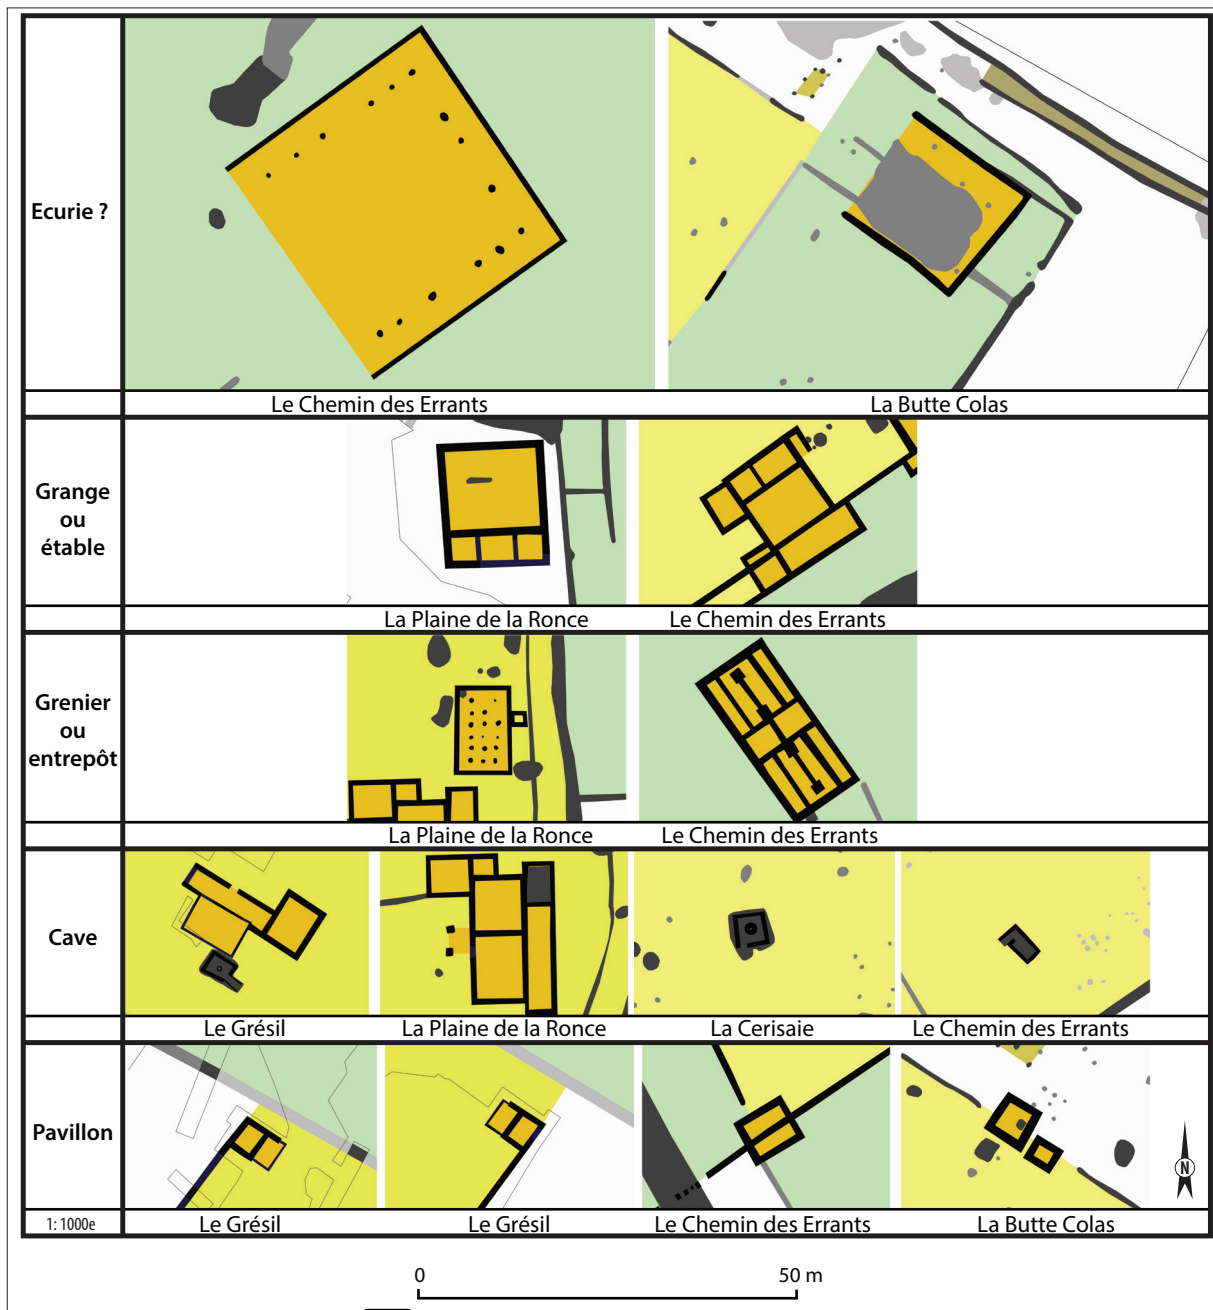 Ecurie ?
Le Chemin des Errants
La Butte Colas
Grange
ou
étable
La Plaine de la Ronce
Le Chemin des Errants
Grenier
ou
entrepôt
La Plaine de la Ronce
Le Chemin des Errants
Cave
Le Grésil
La Plaine de la Ronce
La Cerisaie
Le Chemin des Errants
Pavillon
N
1: 1000e
Le Grésil
Le Grésil
Le Chemin des Errants
La Butte Colas
0
50 m